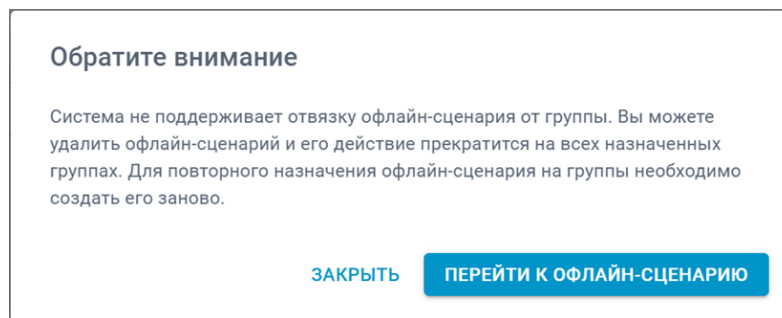 Обратите внимание
Система не поддерживает отвязку офлайн-сценария от группы. Вы можете
удалить офлайн-сценарий и его действие прекратится на всех назначенных
группах. Для повторного назначения офлайн-сценария на группы необходимо
создать его заново.
ЗАКРЫТЬ ПЕРЕЙТИ К ОФЛАЙН-СЦЕНАРИЮ